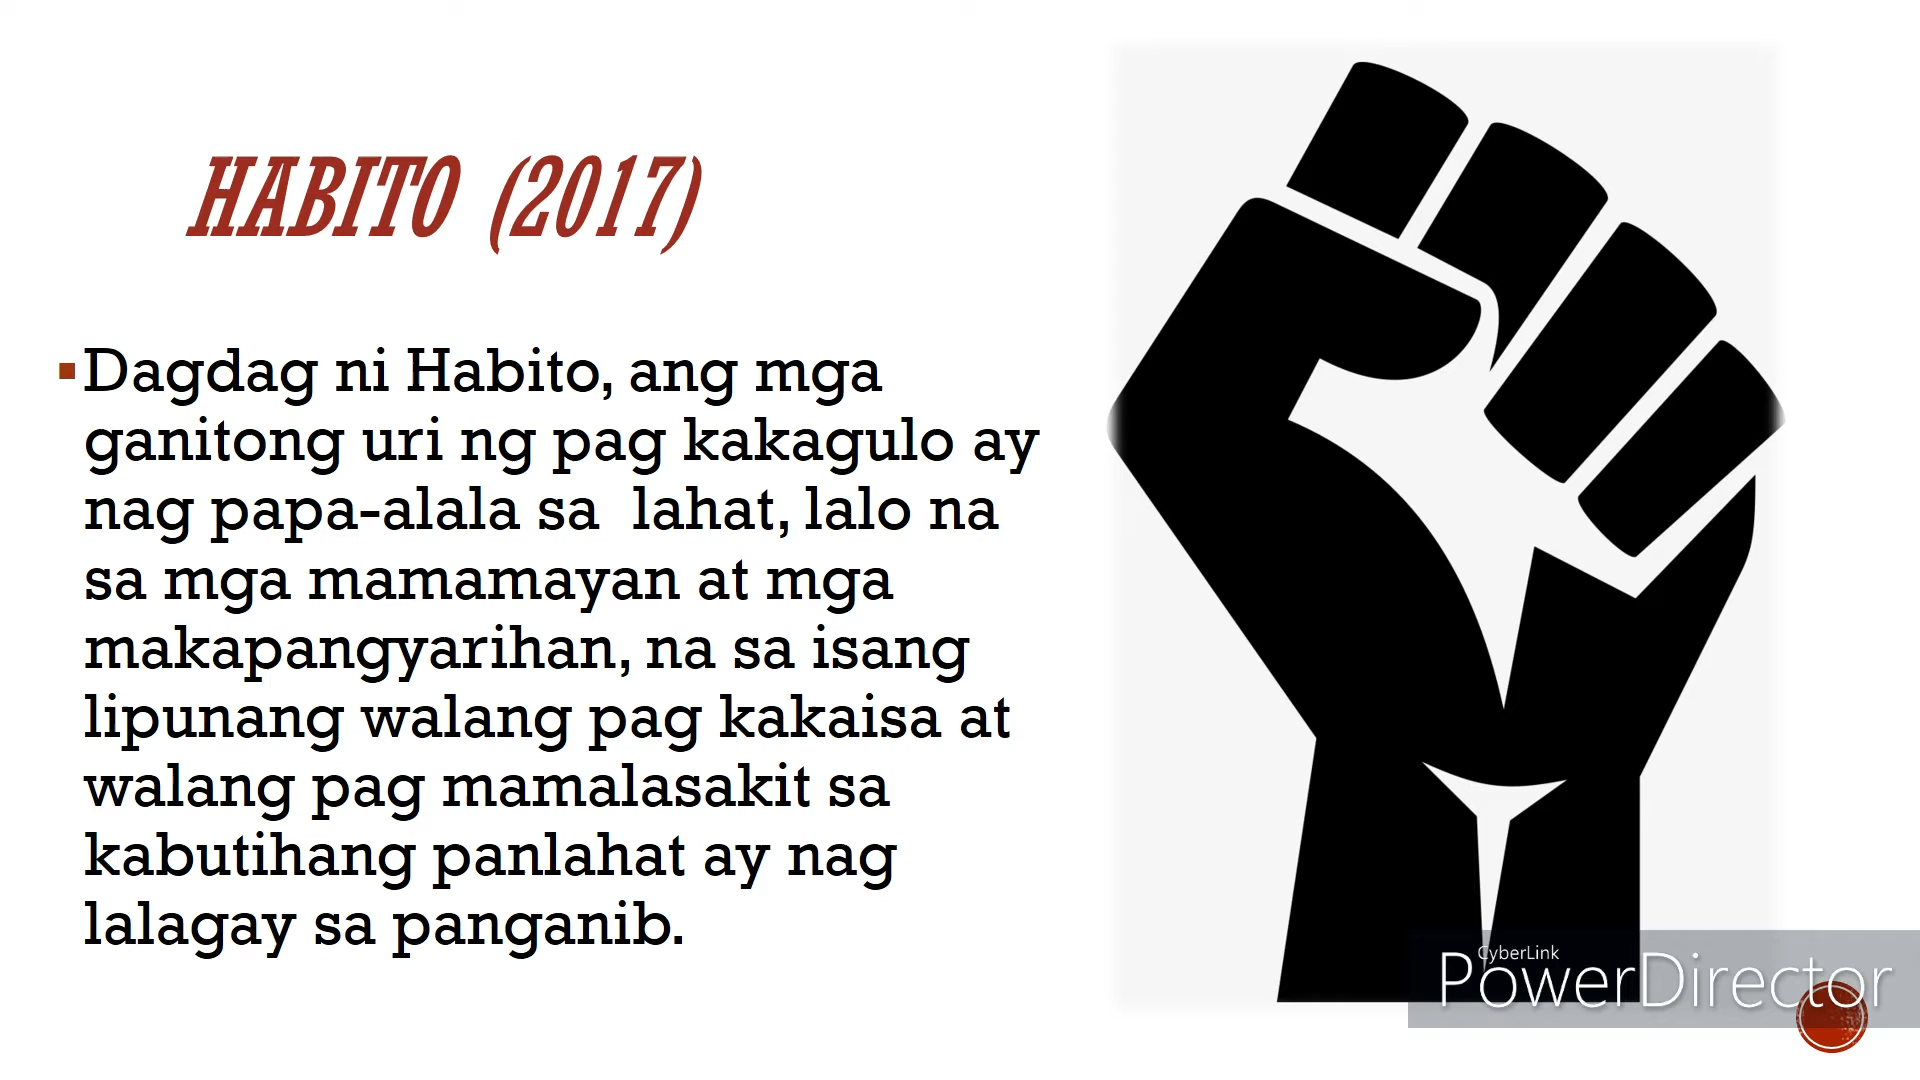 HABITO (2017)
Dagdag ni Habito, ang mga
ganitong uri ng pag kakagulo ay
nag papa-alala sa lahat, lalo na
sa mga mamamayan at mga
makapangyarihan, na sa isang
lipunang walang pag kakaisa at
walang pag mamalasakit sa
kabutihang panlahat ay nag
lalagay sa panganib.
CyberLink
PowerDirector